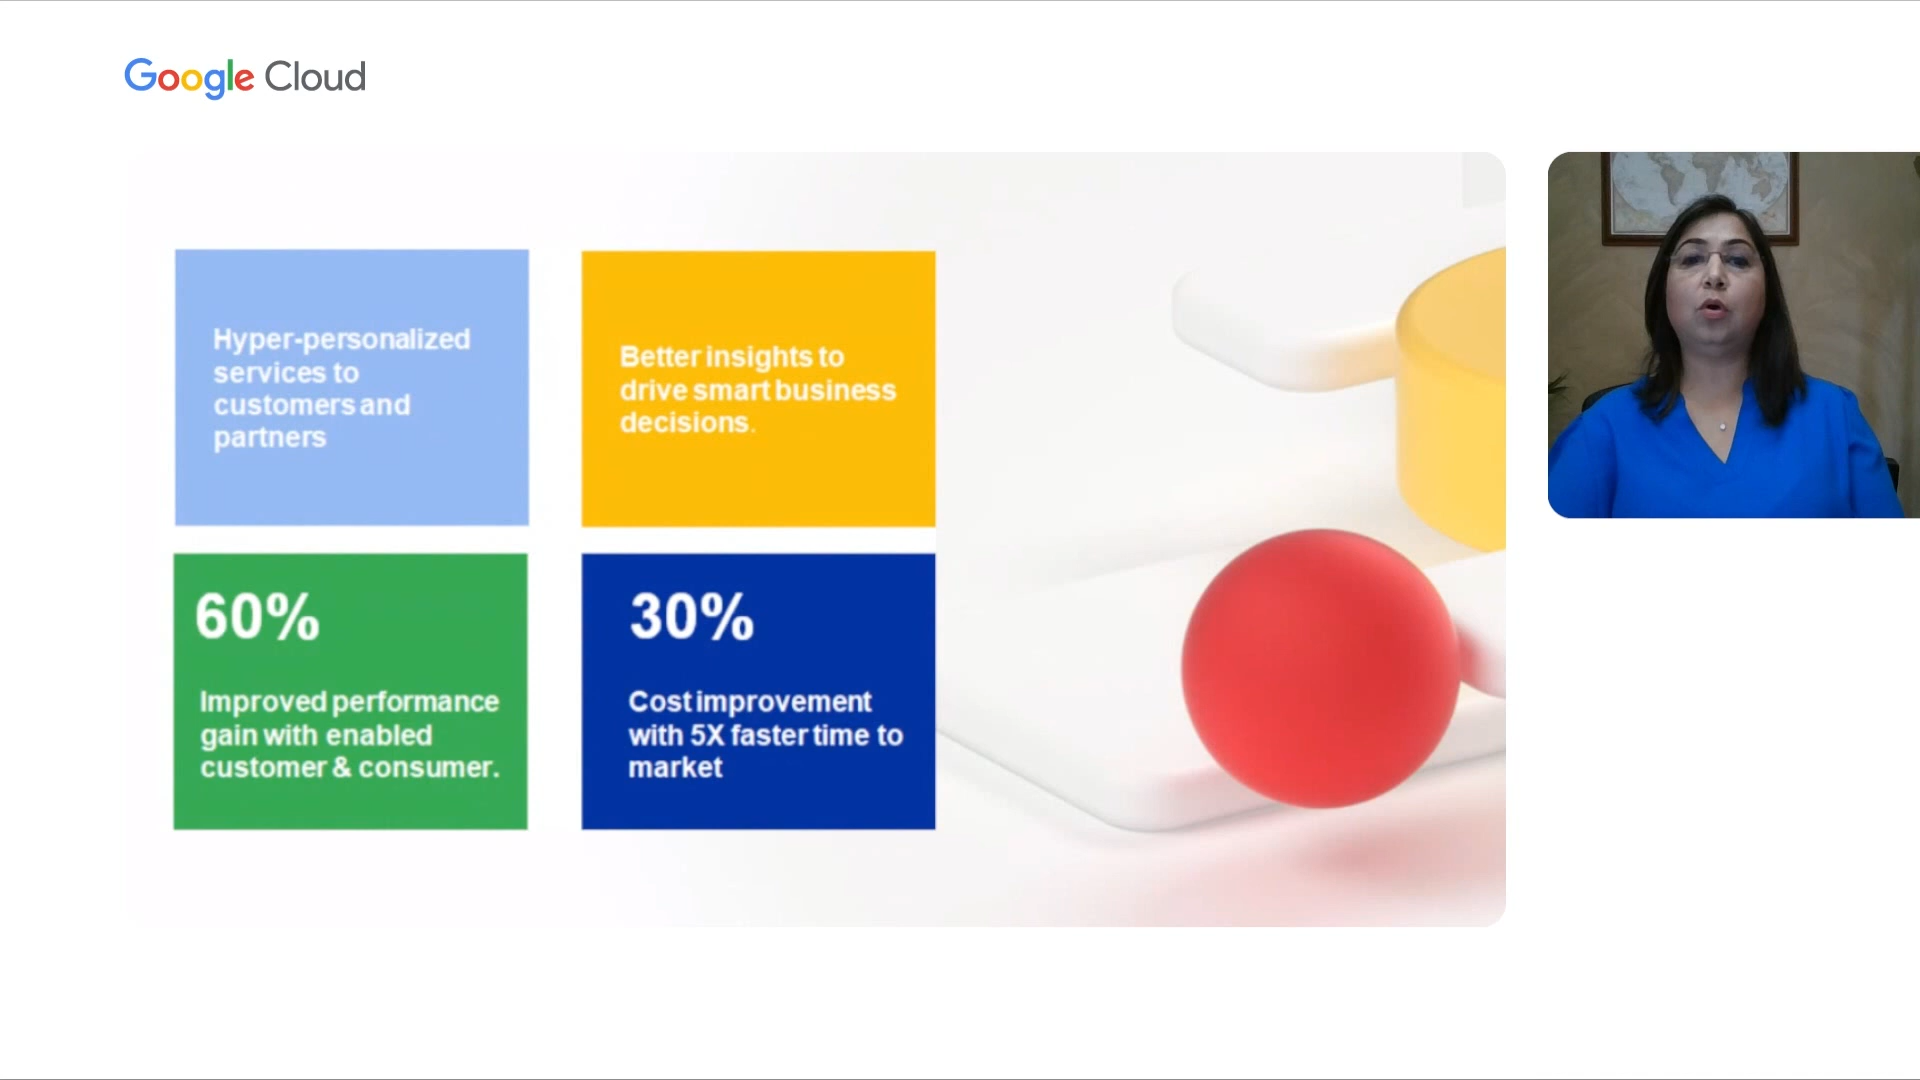 Google Cloud
Hyper-personalized
services to
customers and
partners
Better insights to
drive smart business
decisions.
60%
Improved performance
gain with enabled
customer & consumer.
30%
Cost improvement
with 5X faster time to
market